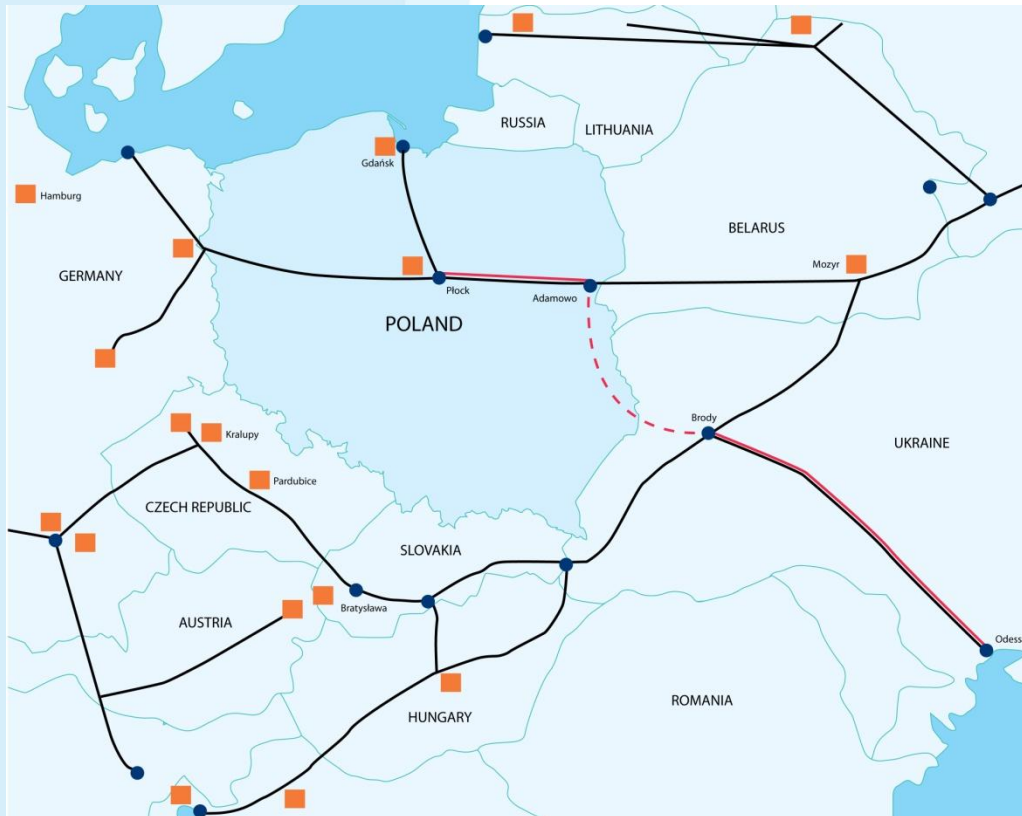 RUSSIA
LITHUANIA
Gdańsk
Hamburg
BELARUS
GERMANY
Mozyr
Płock
Adamowo
POLAND
Brody
Kralupy
UKRAINE
Pardubice
CZECH REPUBLIC
SLOVAKIA
Bratysława
AUSTRIA
Odess
ROMANIA
HUNGARY